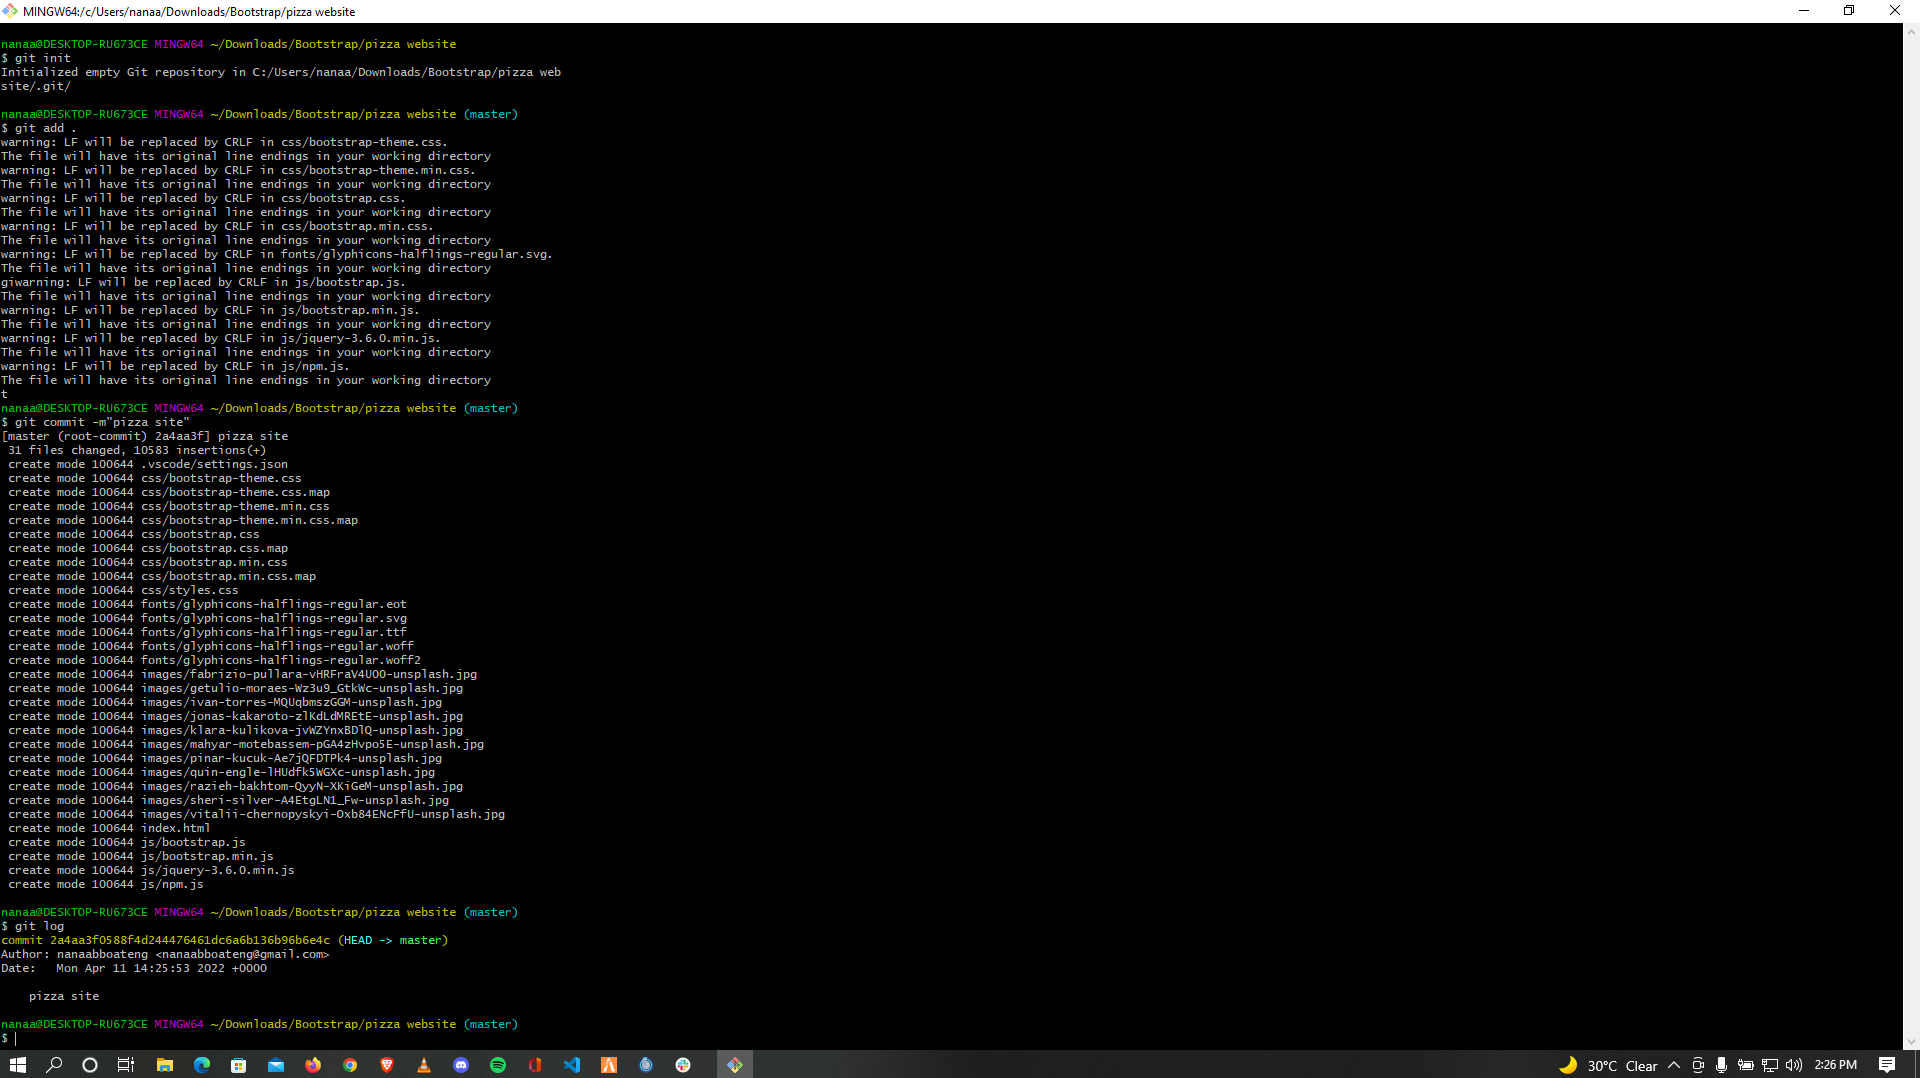 MINGW64:/c/Users/nanaa/Downloads/Bootstrap/pizza website
nanaa@DESKTOP-RU673CE MINGW64 ~/Downloads/Bootstrap/pizza website
$ git init
Initialized empty Git repository in C:/Users/nanaa/Downloads/Bootstrap/pizza web
site/.git/
nanaa@DESKTOP-RU673CE MINGW64 ~/Downloads/Bootstrap/pizza website (master)
$ git add .
warning: LF will be replaced by CRLF in css/bootstrap-theme.css.
The file will have its original line endings in your working directory
warning: LF will be replaced by CRLF in css/bootstrap-theme.min.css.
The file will have its original line endings in your working directory
warning: LF will be replaced by CRLF in css/bootstrap.css.
The file will have its original line endings in your working directory
warning: LF will be replaced by CRLF in css/bootstrap.min.css.
The file will have its original line endings in your working directory
warning: LF will be replaced by CRLF in fonts/glyphicons-halflings-regular.svg.
The file will have its original line endings in your working directory
giwarning: LF will be replaced by CRLF in js/bootstrap.js.
The file will have its original line endings in your working directory
warning: LF will be replaced by CRLF in js/bootstrap.min.js.
The file will have its original line endings in your working directory
warning: LF will be replaced by CRLF in js/jquery-3.6.0.min.js.
The file will have its original line endings in your working directory
warning: LF will be replaced by CRLF in js/npm.js.
The file will have its original line endings in your working directory
t
nanaa@DESKTOP-RU673CE MINGW64 ~/Downloads/Bootstrap/pizza website (master)
$ git commit -m"pizza site"
[master (root-commit) 2a4aa3f] pizza site
 31 files changed, 10583 insertions(+)
 create mode 100644 .vscode/settings.json
 create mode 100644 css/bootstrap-theme.css
 create mode 100644 css/bootstrap-theme.css.map
 create mode 100644 css/bootstrap-theme.min.css
 create mode 100644 css/bootstrap-theme.min.css.map
 create mode 100644 css/bootstrap.css
 create mode 100644 css/bootstrap.css.map
 create mode 100644 css/bootstrap.min.css
 create mode 100644 css/bootstrap.min.css.map
 create mode 100644 css/styles.css
 create mode 100644 fonts/glyphicons-halflings-regular.eot
 create mode 100644 fonts/glyphicons-halflings-regular.svg
 create mode 100644 fonts/glyphicons-halflings-regular.ttf
 create mode 100644 fonts/glyphicons-halflings-regular.woff
 create mode 100644 fonts/glyphicons-halflings-regular.woff2
 create mode 100644 images/fabrizio-pullara-vHRFraV4UOO-unsplash.jpg
 create mode 100644 images/getulio-moraes-Wz3u9_GtkWc-unsplash.jpg
 create mode 100644 images/ivan-torres-MQUqbmszGGM-unsplash.jpg
 create mode 100644 images/jonas-kakaroto-zlKdLdMREtE-unsplash.jpg
 create mode 100644 images/klara-kulikova-jvWZYnxBDlQ-unsplash.jpg
 create mode 100644 images/mahyar-motebassem-pGA4zHvpo5E-unsplash.jpg
 create mode 100644 images/pinar-kucuk-Ae7jQFDTPk4-unsplash.jpg
 create mode 100644 images/quin-engle-lHUdfk5WGXc-unsplash.jpg
 create mode 100644 images/razieh-bakhtom-QyyN-XKiGeM-unsplash.jpg
 create mode 100644 images/sheri-silver-A4EtgLN1_Fw-unsplash.jpg
 create mode 100644 images/vitalii-chernopyskyi-Oxb84ENcFfU-unsplash.jpg
 create mode 100644 index.html
 create mode 100644 js/bootstrap.js
 create mode 100644 js/bootstrap.min.js
 create mode 100644 js/jquery-3.6.0.min.js
 create mode 100644 js/npm.js
nanaa@DESKTOP-RU673CE MINGW64 ~/Downloads/Bootstrap/pizza website (master)
$ git log
commit 2a4aa3f0588f4d244476461dc6a6b136b96b6e4c (HEAD -> master)
Author: nanaabboateng <nanaabboateng@gmail.com>
Date:   Mon Apr 11 14:25:53 2022 +0000
    pizza site
nanaa@DESKTOP-RU673CE MINGW64 ~/Downloads/Bootstrap/pizza website (master)
$
30°C Clear 2:26 PM